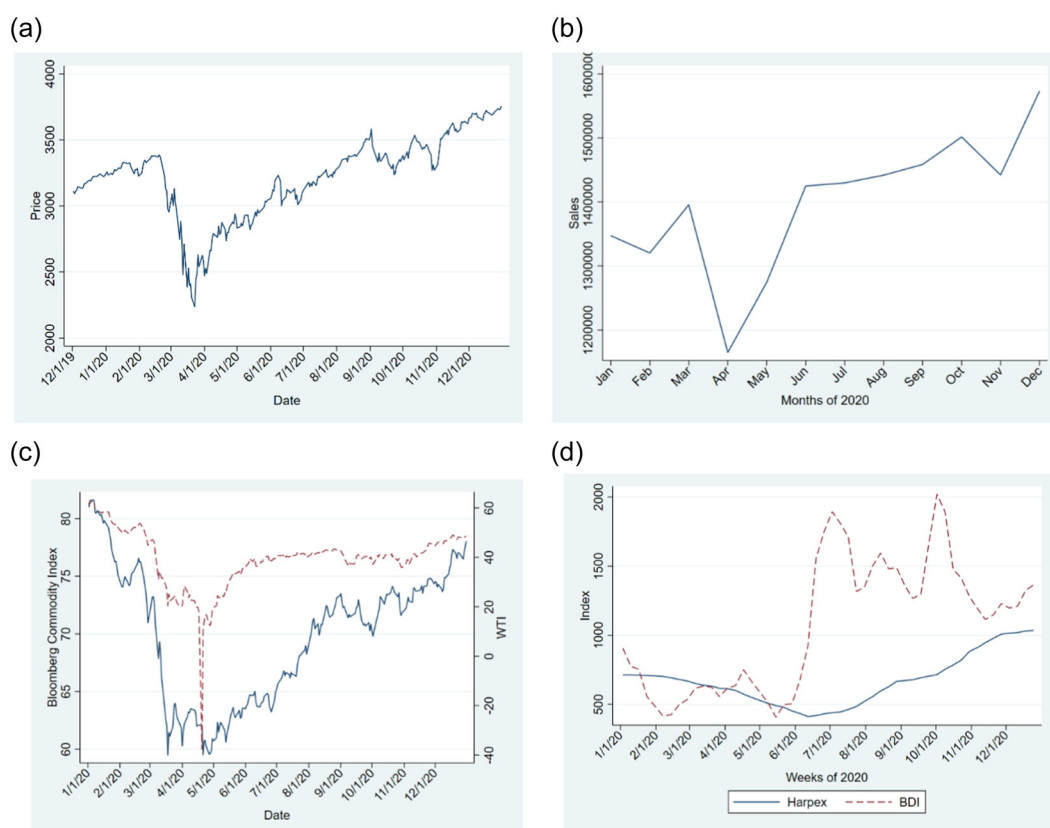 (a)
4000
3500
3000
2500
2000
Price
12/1/19
1/1/20
2/1/20
3/1/20
4/1/20
5/1/20
6/1/20
7/1/20
8/1/20
9/1/20
10/1/20
11/1/20
12/1/20
Date
(b)
1500000
1400000
1300000
1200000
Sales
Jan
Feb
Mar
Apr
May
Jun
Jul
Aug
Sep
Oct
Nov
Dec
Months of 2020
(c)
80
75
70
65
60
Bloomberg Commodity Index
60
40
20
0
-20
-40
WTI
1/1/20
2/1/20
3/1/20
4/1/20
5/1/20
6/1/20
7/1/20
8/1/20
9/1/20
10/1/20
11/1/20
12/1/20
Date
(d)
2000
1500
1000
500
Index
1/1/20
2/1/20
3/1/20
4/1/20
5/1/20
6/1/20
7/1/20
8/1/20
9/1/20
10/1/20
11/1/20
12/1/20
Weeks of 2020
Harpex
BDI